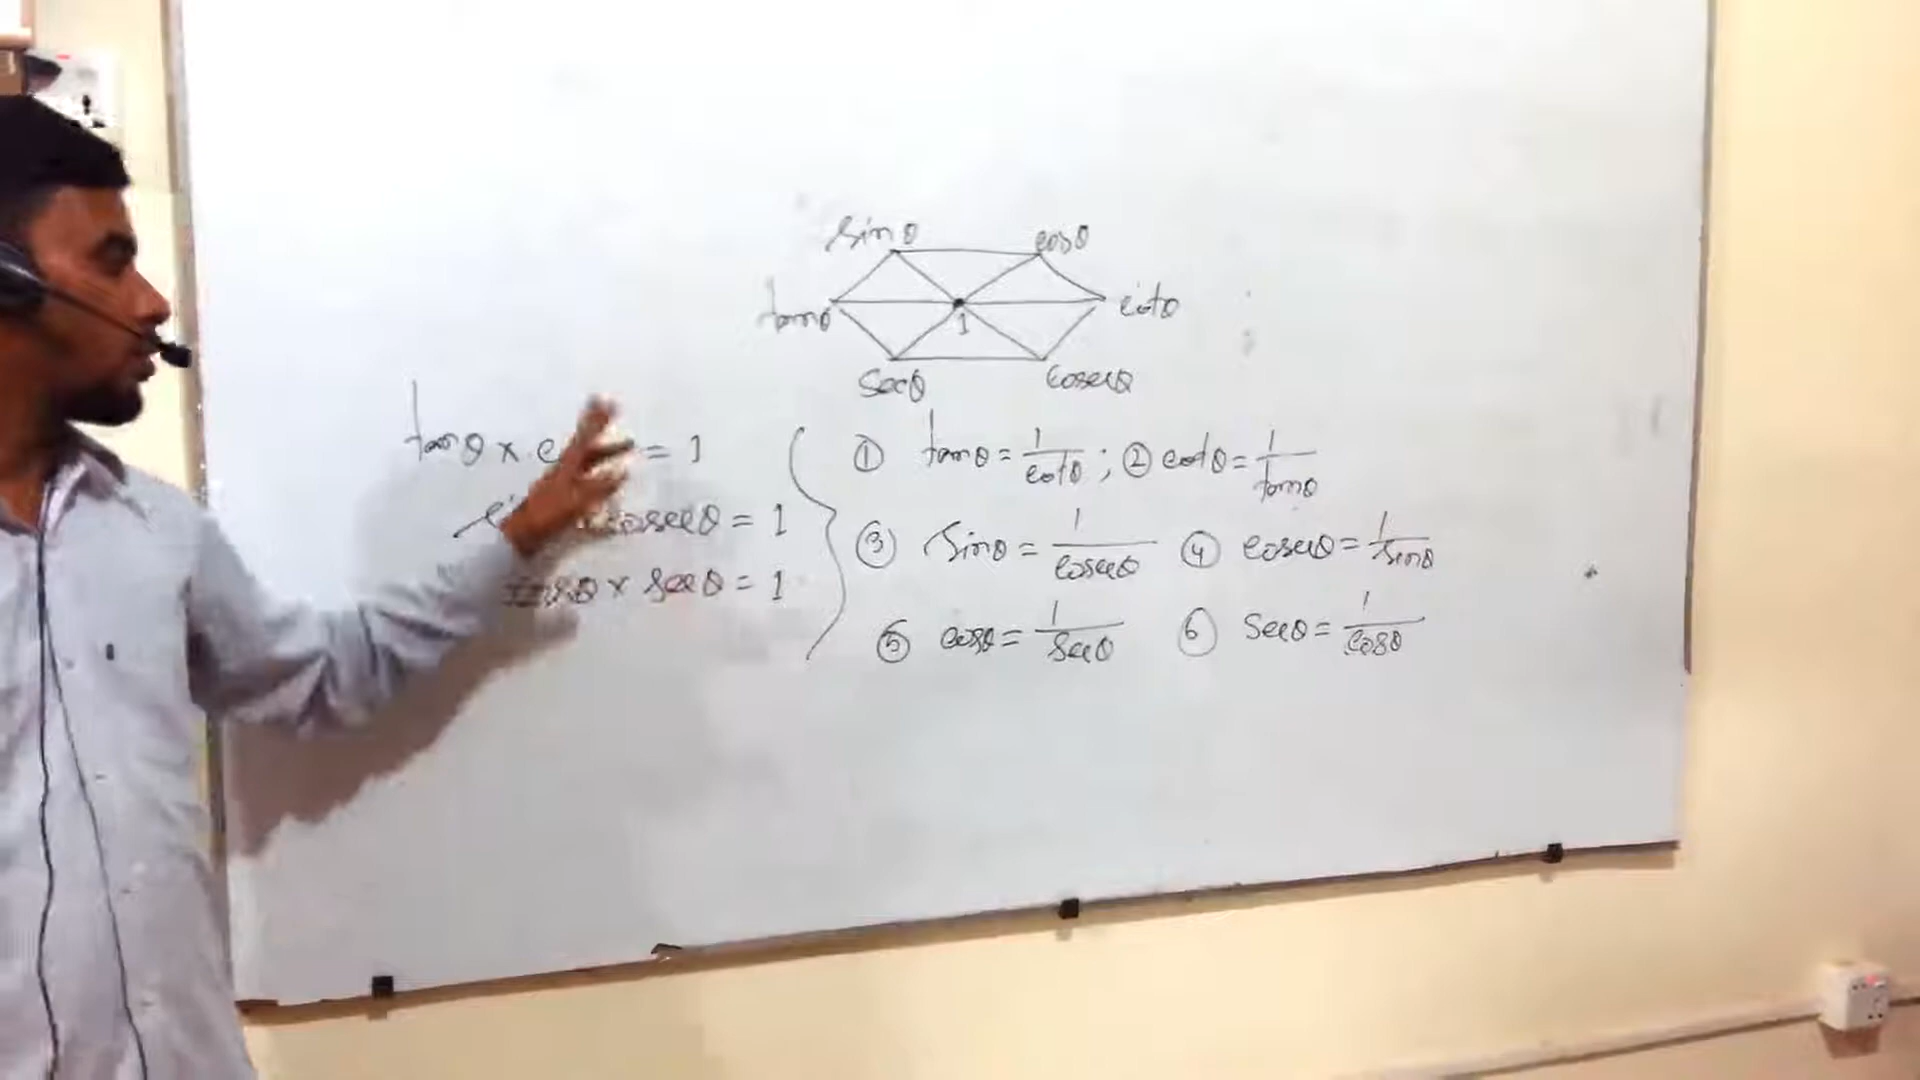 sinθ cosθ
tanθ 1 cotθ
secθ cosecθ
tanθ × = 1
cosecθ = 1
cosθ × secθ = 1
① tanθ = 1/cotθ ; ② cotθ = 1/tanθ
③ sinθ = 1/cosecθ ④ cosecθ = 1/sinθ
⑤ cosθ = 1/secθ ⑥ secθ = 1/cosθ